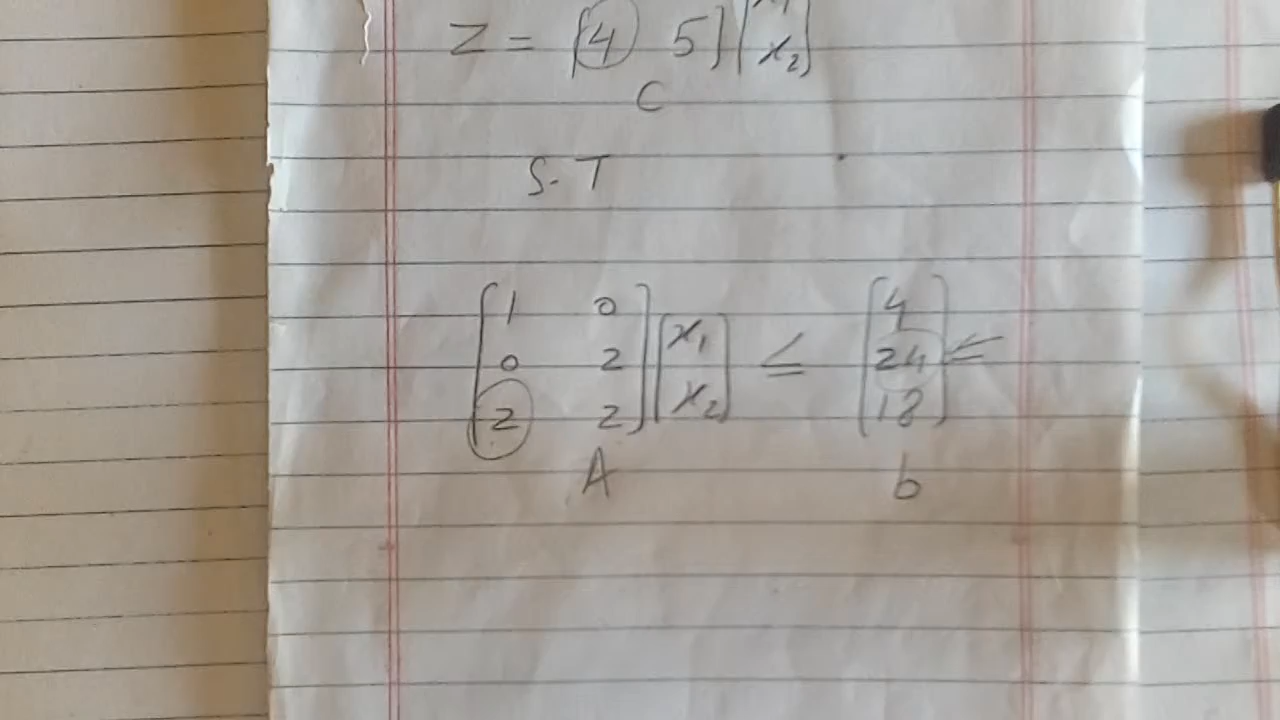 Z = [4 5] [x1
x2]
C
S.T
[1 0
0 2
2 2] [x1
x2] ≤ [4
24
18] ≤
A b